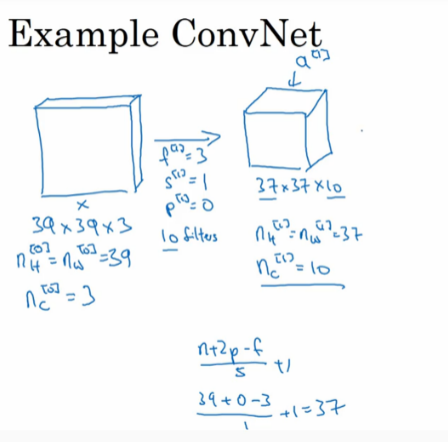 Example ConvNet
a^[1]
x
39 x 39 x 3
n_H^[0] = n_W^[0] = 39
n_C^[0] = 3
f^[1] = 3
s^[1] = 1
p^[1] = 0
10 filters
37 x 37 x 10
n_H^[1] = n_W^[1] = 37
n_C^[1] = 10
n+2p-f
s
+1
39+0-3
1
+1=37